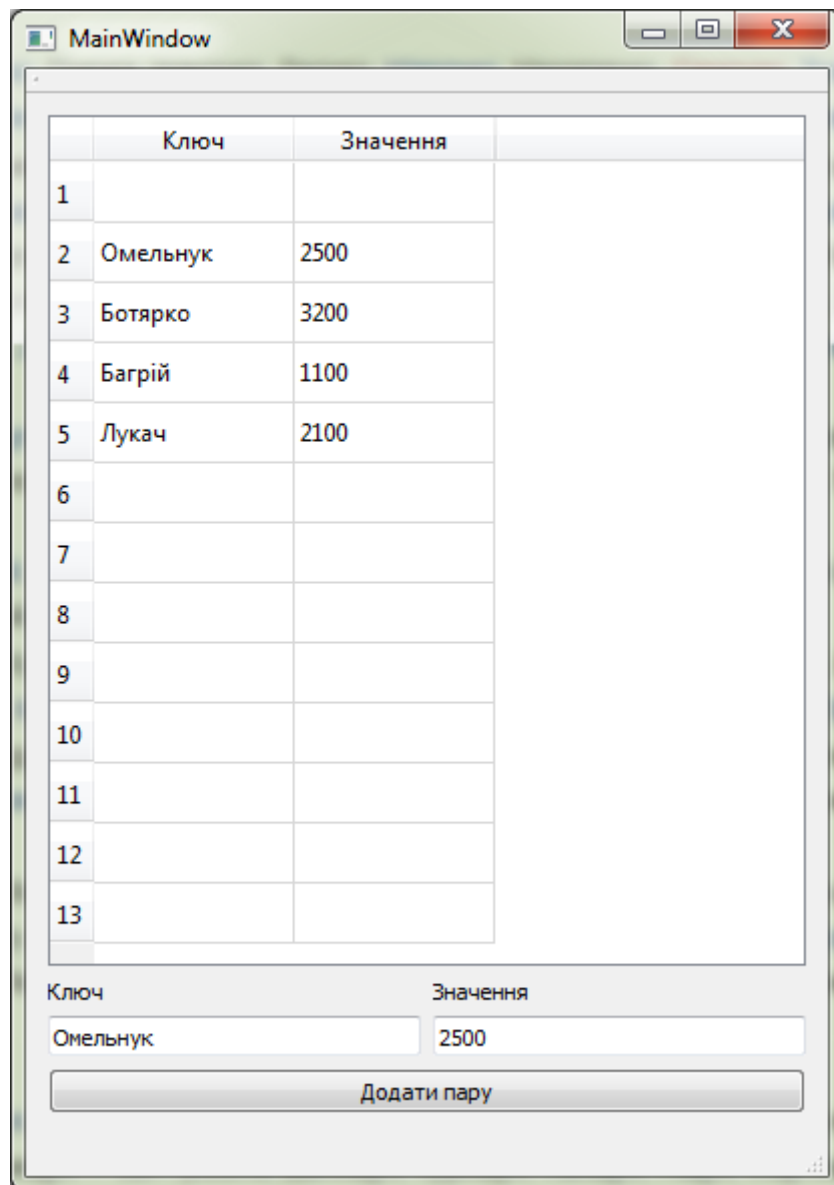 MainWindow
Ключ Значення
1
2 Омельнук 2500
3 Ботярко 3200
4 Багрій 1100
5 Лукач 2100
6
7
8
9
10
11
12
13
Ключ Значення
Омельнук 2500
Додати пару